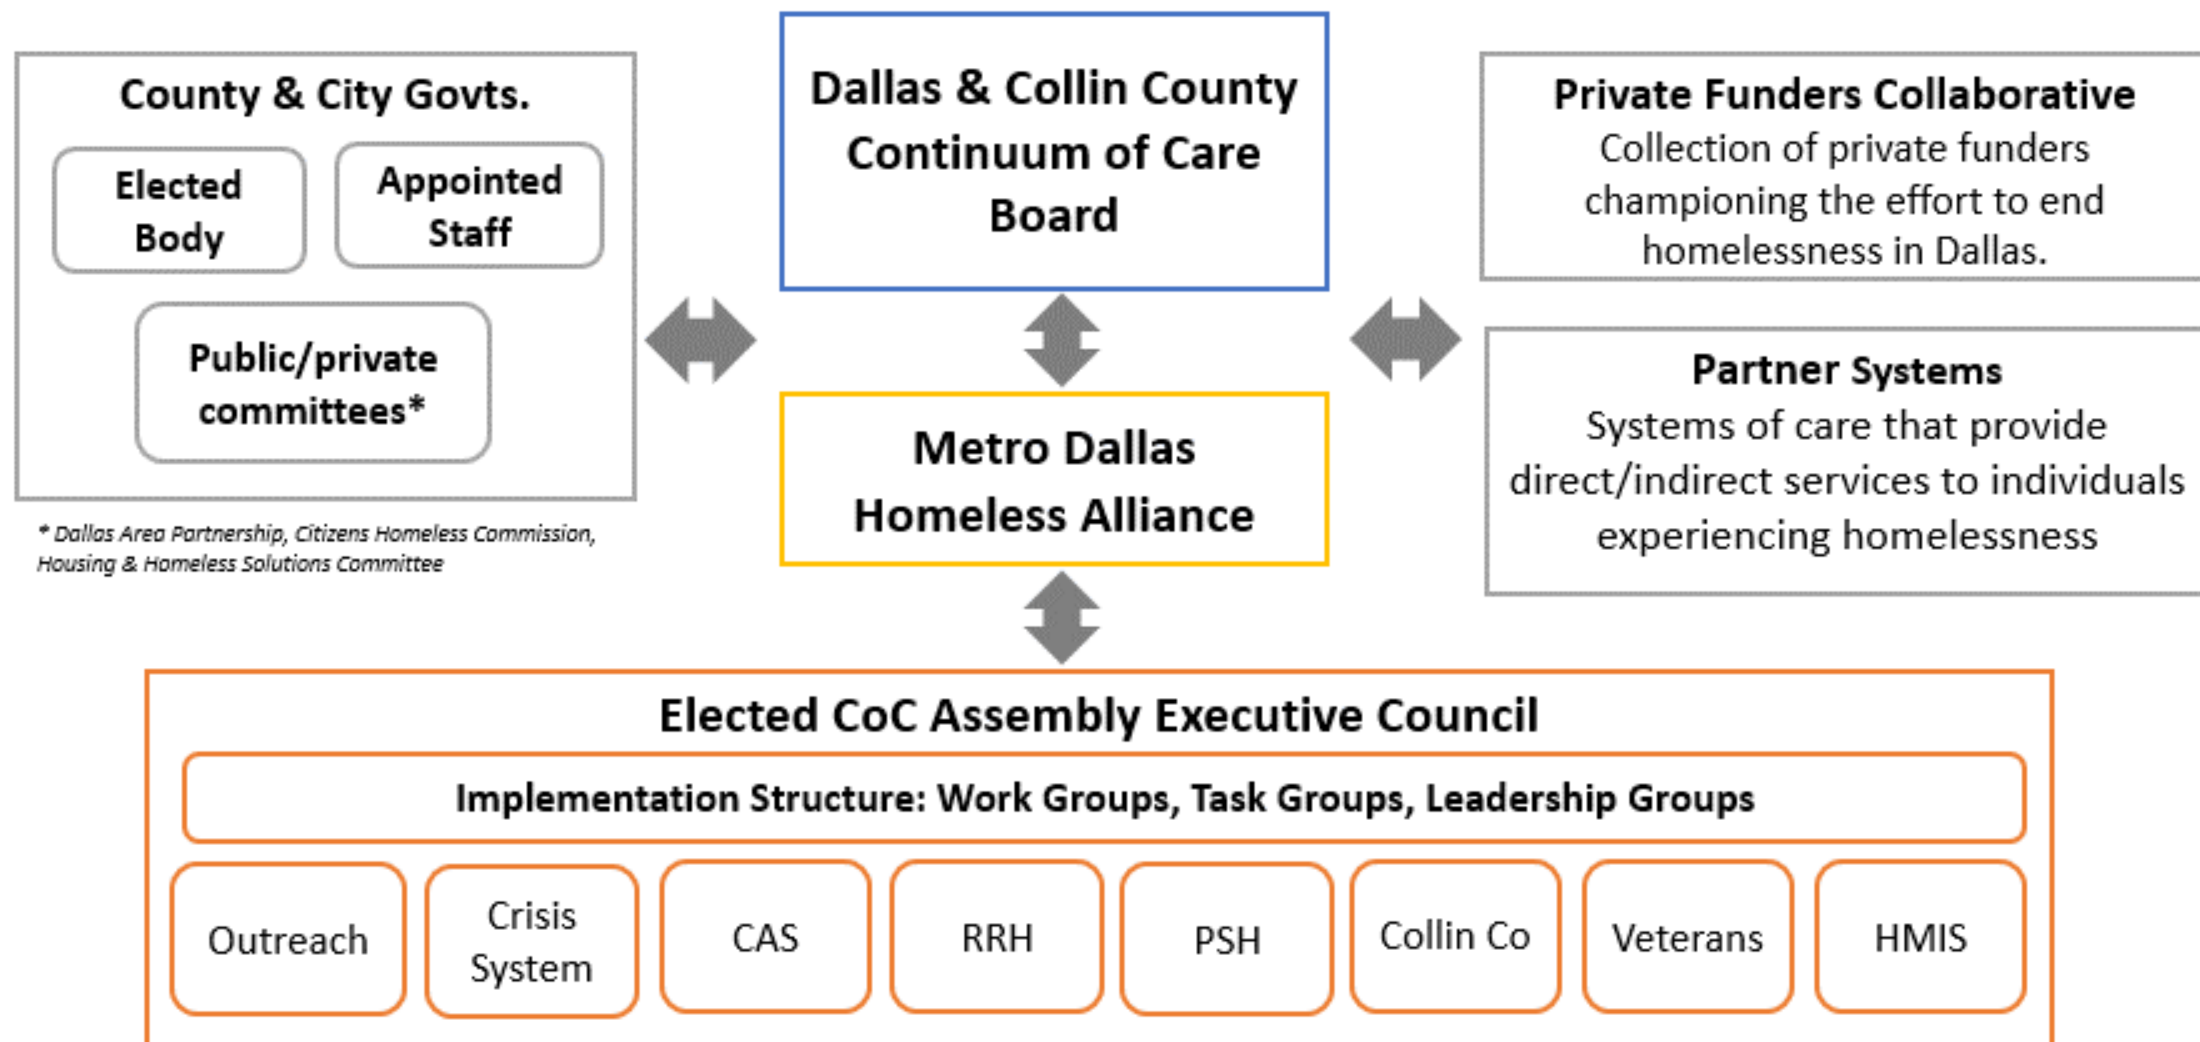 County & City Govts.
Elected
Body
Appointed
Staff
Public/private
committees*
* Dallas Area Partnership, Citizens Homeless Commission,
Housing & Homeless Solutions Committee
Dallas & Collin County
Continuum of Care
Board
Metro Dallas
Homeless Alliance
Private Funders Collaborative
Collection of private funders
championing the effort to end
homelessness in Dallas.
Partner Systems
Systems of care that provide
direct/indirect services to individuals
experiencing homelessness
Elected CoC Assembly Executive Council
Implementation Structure: Work Groups, Task Groups, Leadership Groups
Outreach
Crisis
System
CAS
RRH
PSH
Collin Co
Veterans
HMIS